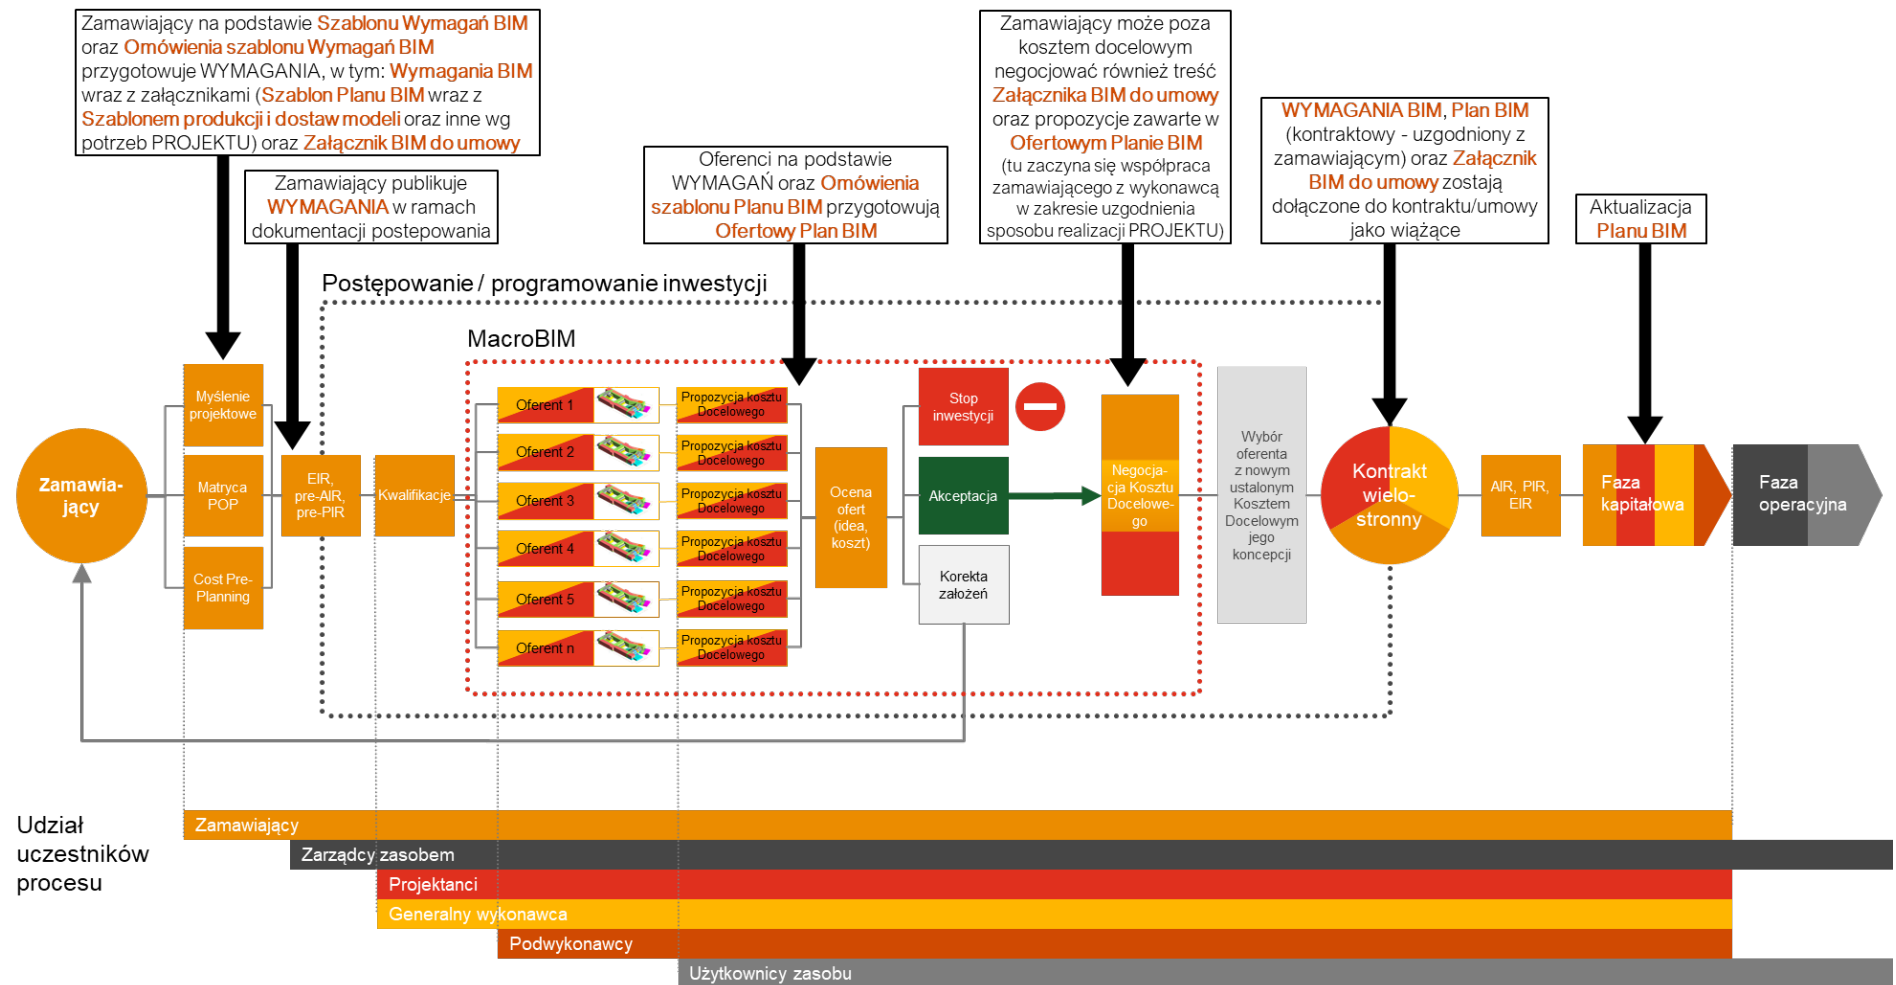 Zamawiający na podstawie Szablonu Wymagań BIM
oraz Omówienia szablonu Wymagań BIM
przygotowuje WYMAGANIA, w tym: Wymagania BIM
wraz z załącznikami (Szablon Planu BIM wraz z
Szablonem produkcji i dostaw modeli oraz inne wg
potrzeb PROJEKTU) oraz Załącznik BIM do umowy
Zamawiający publikuje
WYMAGANIA w ramach
dokumentacji postepowania
Oferenci na podstawie
WYMAGAŃ oraz Omówienia
szablonu Planu BIM przygotowują
Ofertowy Plan BIM
Zamawiający może poza
kosztem docelowym
negocjować również treść
Załącznika BIM do umowy
oraz propozycje zawarte w
Ofertowym Planie BIM
(tu zaczyna się współpraca
zamawiającego z wykonawcą
w zakresie uzgodnienia
sposobu realizacji PROJEKTU)
WYMAGANIA BIM, Plan BIM
(kontraktowy - uzgodniony z
zamawiającym) oraz Załącznik
BIM do umowy zostają
dołączone do kontraktu/umowy
jako wiążące
Aktualizacja
Planu BIM
Postępowanie / programowanie inwestycji
MacroBIM
Zamawia-
jący
Myślenie
projektowe
Matryca
POP
Cost Pre-
Planning
EIR,
pre-AIR,
pre-PIR
Kwalifikacje
Oferent 1
Propozycja kosztu
Docelowego
Oferent 2
Propozycja kosztu
Docelowego
Oferent 3
Propozycja kosztu
Docelowego
Oferent 4
Propozycja kosztu
Docelowego
Oferent 5
Propozycja kosztu
Docelowego
Oferent n
Propozycja kosztu
Docelowego
Ocena
ofert
(idea,
koszt)
Stop
inwestycji
Akceptacja
Korekta
założeń
Negocja-
cja Kosztu
Docelowe-
go
Wybór
oferenta
z nowym
ustalonym
Kosztem
Docelowym
jego
koncepcji
Kontrakt
wielo-
stronny
AIR, PIR,
EIR
Faza
kapitałowa
Faza
operacyjna
Udział
uczestników
procesu
Zamawiający
Zarządcy zasobem
Projektanci
Generalny wykonawca
Podwykonawcy
Użytkownicy zasobu